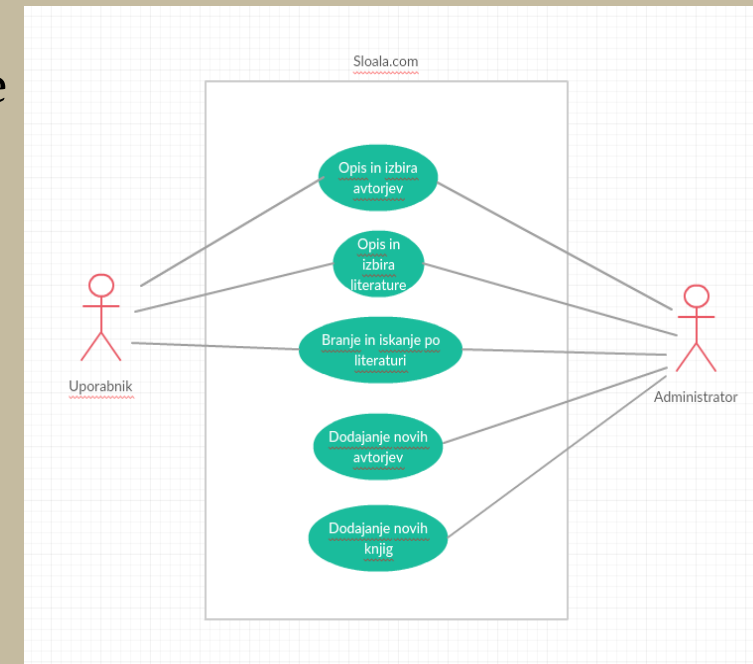 e
Sloala.com
Opis in izbira
avtorjev
Opis in
izbira
literature
Branje in iskanje po
literaturi
Uporabnik
Administrator
Dodajanje novih
avtorjev
Dodajanje novih
knjig